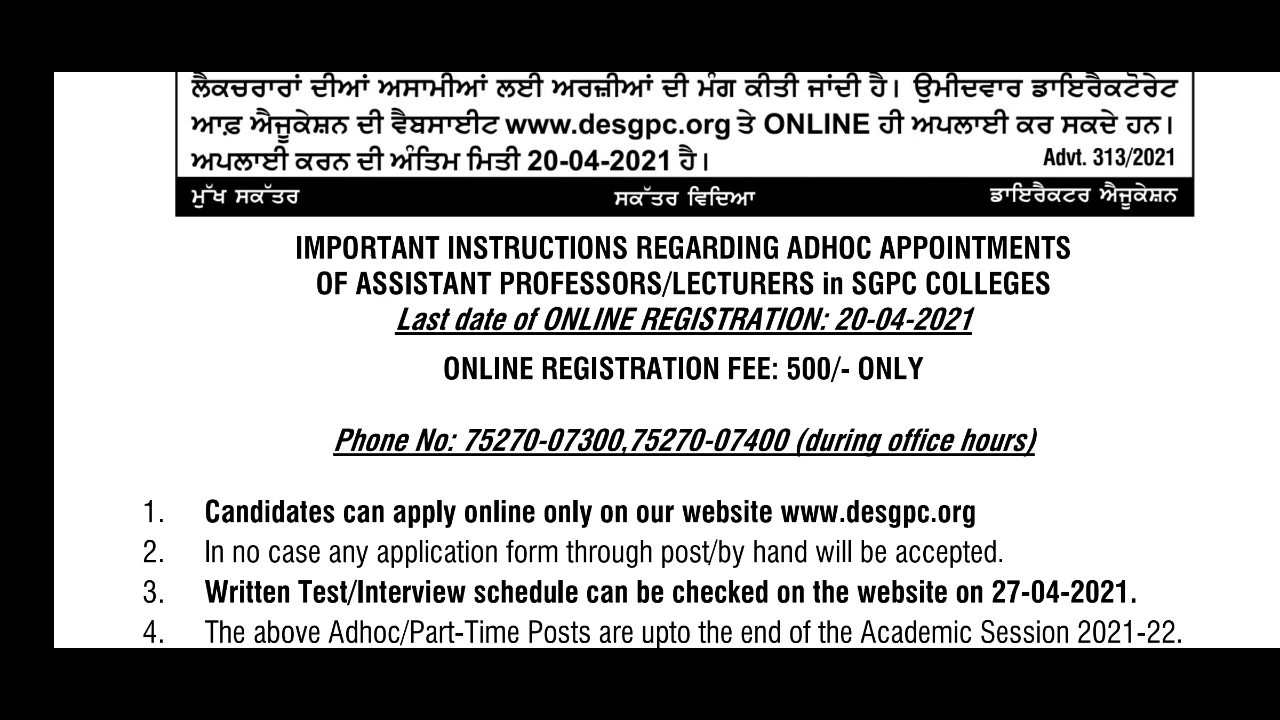 ਲੈਕਚਰਾਰਾਂ ਦੀਆਂ ਅਸਾਮੀਆਂ ਲਈ ਅਰਜ਼ੀਆਂ ਦੀ ਮੰਗ ਕੀਤੀ ਜਾਂਦੀ ਹੈ। ਉਮੀਦਵਾਰ ਡਾਇਰੈਕਟੋਰੇਟ
ਆਫ਼ ਐਜੂਕੇਸ਼ਨ ਦੀ ਵੈਬਸਾਈਟ www.desgpc.org ਤੇ ONLINE ਹੀ ਅਪਲਾਈ ਕਰ ਸਕਦੇ ਹਨ।
ਅਪਲਾਈ ਕਰਨ ਦੀ ਅੰਤਿਮ ਮਿਤੀ 20-04-2021 ਹੈ। Advt. 313/2021
ਮੁੱਖ ਸਕੱਤਰ ਸਕੱਤਰ ਵਿਦਿਆ ਡਾਇਰੈਕਟਰ ਐਜੂਕੇਸ਼ਨ
IMPORTANT INSTRUCTIONS REGARDING ADHOC APPOINTMENTS
OF ASSISTANT PROFESSORS/LECTURERS in SGPC COLLEGES
Last date of ONLINE REGISTRATION: 20-04-2021
ONLINE REGISTRATION FEE: 500/- ONLY
Phone No: 75270-07300,75270-07400 (during office hours)
1. Candidates can apply online only on our website www.desgpc.org
2. In no case any application form through post/by hand will be accepted.
3. Written Test/Interview schedule can be checked on the website on 27-04-2021.
4. The above Adhoc/Part-Time Posts are upto the end of the Academic Session 2021-22.